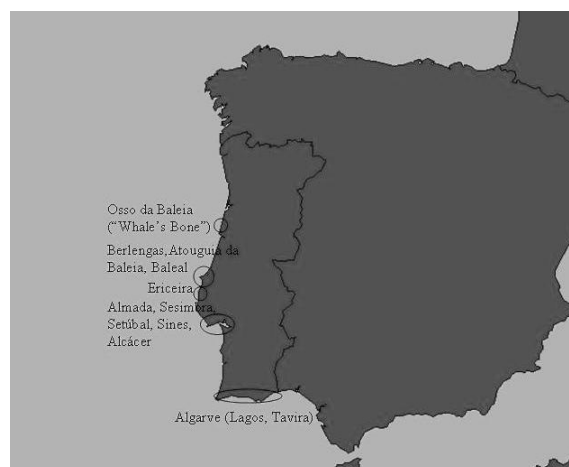 Osso da Baleia
("Whale's Bone")
Berlengas, Atouguia da
Baleia, Baleal
Ericeira
Almada, Sesimbra,
Setúbal, Sines,
Alcácer
Algarve (Lagos, Tavira)